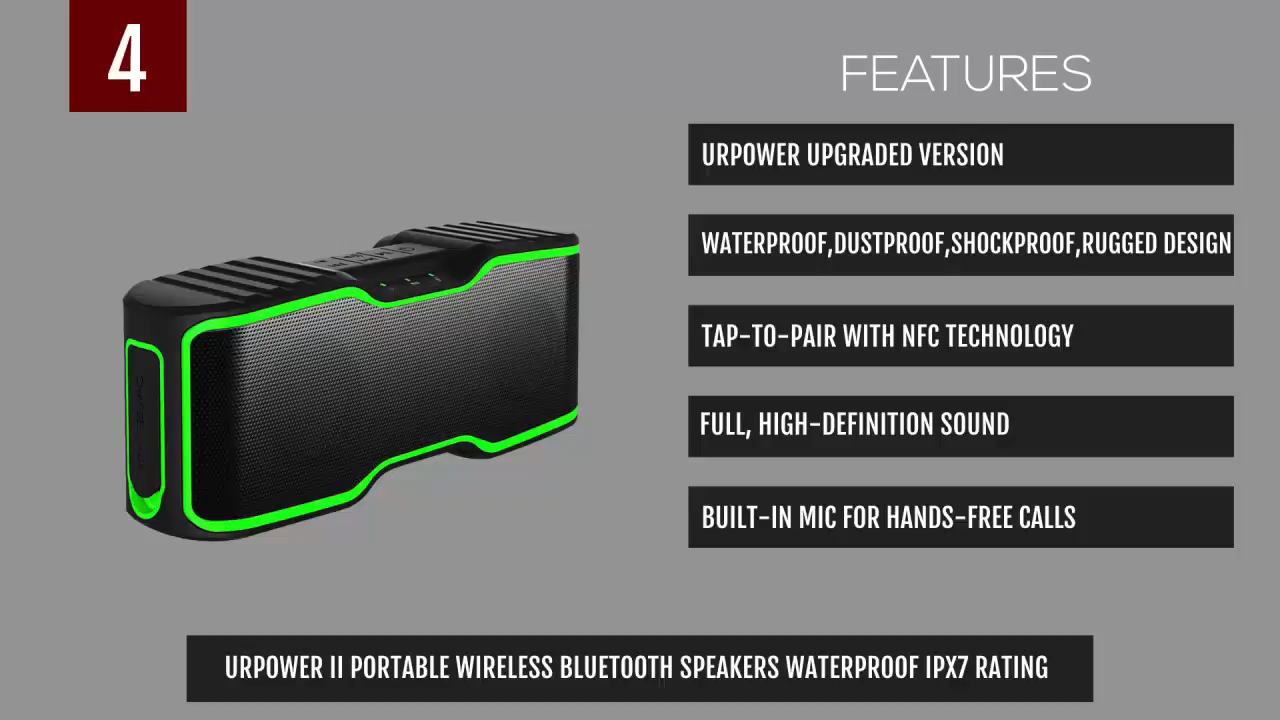 4
FEATURES
URPOWER UPGRADED VERSION
WATERPROOF,DUSTPROOF,SHOCKPROOF,RUGGED DESIGN
TAP-TO-PAIR WITH NFC TECHNOLOGY
FULL, HIGH-DEFINITION SOUND
BUILT-IN MIC FOR HANDS-FREE CALLS
URPOWER II PORTABLE WIRELESS BLUETOOTH SPEAKERS WATERPROOF IPX7 RATING